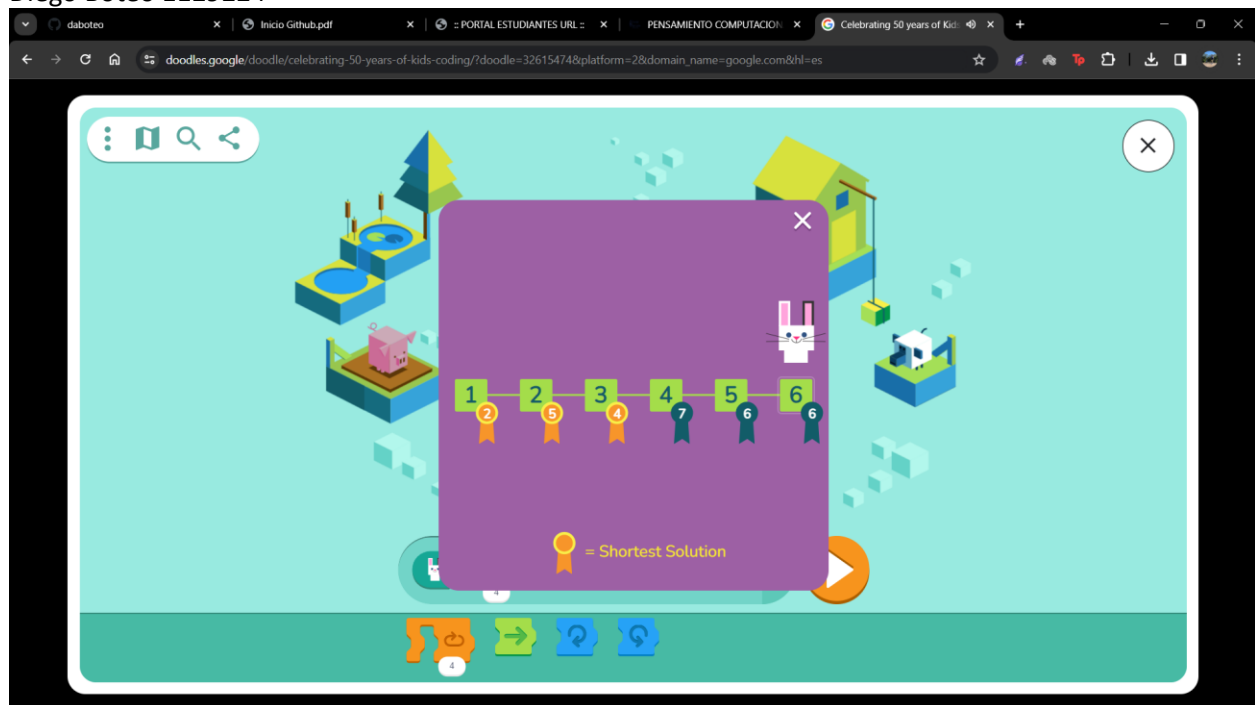 daboteo
Inicio Github.pdf
:: PORTAL ESTUDIANTES URL ::
PENSAMIENTO COMPUTACION
Celebrating 50 years of Kids
doodles.google/doodle/celebrating-50-years-of-kids-coding/?doodle=32615474&platform=2&domain_name=google.com&hl=es
1 2 3 4 5 6
2 5 4 7 6 6
= Shortest Solution
4
4